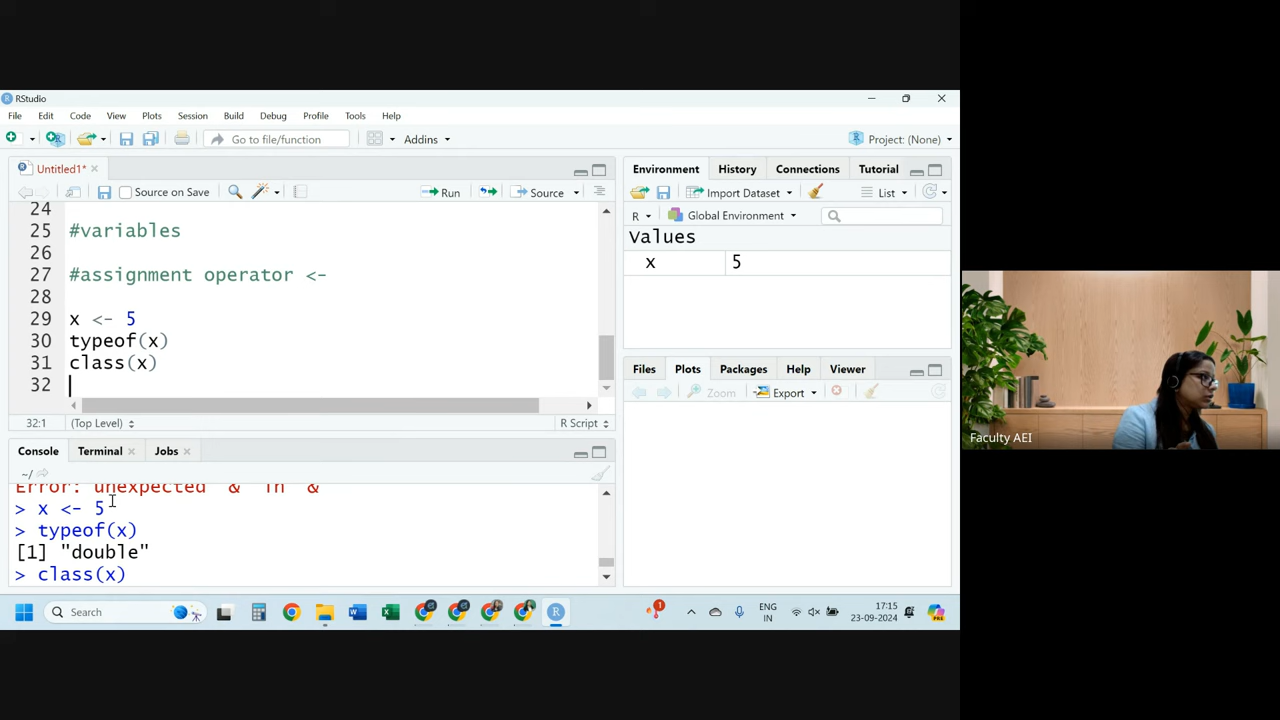 RStudio
File Edit Code View Plots Session Build Debug Profile Tools Help
Go to file/function Addins Project: (None)
Untitled1*
Source on Save Run Source
24
25 #variables
26
27 #assignment operator <-
28
29 x <- 5
30 typeof(x)
31 class(x)
32
32:1 (Top Level) R Script
Console Terminal Jobs
~/
Error: unexpected & in &
> x <- 5
> typeof(x)
[1] "double"
> class(x)
Environment History Connections Tutorial
Import Dataset List
R Global Environment
Values
x 5
Files Plots Packages Help Viewer
Zoom Export
Search
1
ENG
IN
17:15
23-09-2024
PRE
Faculty AEI